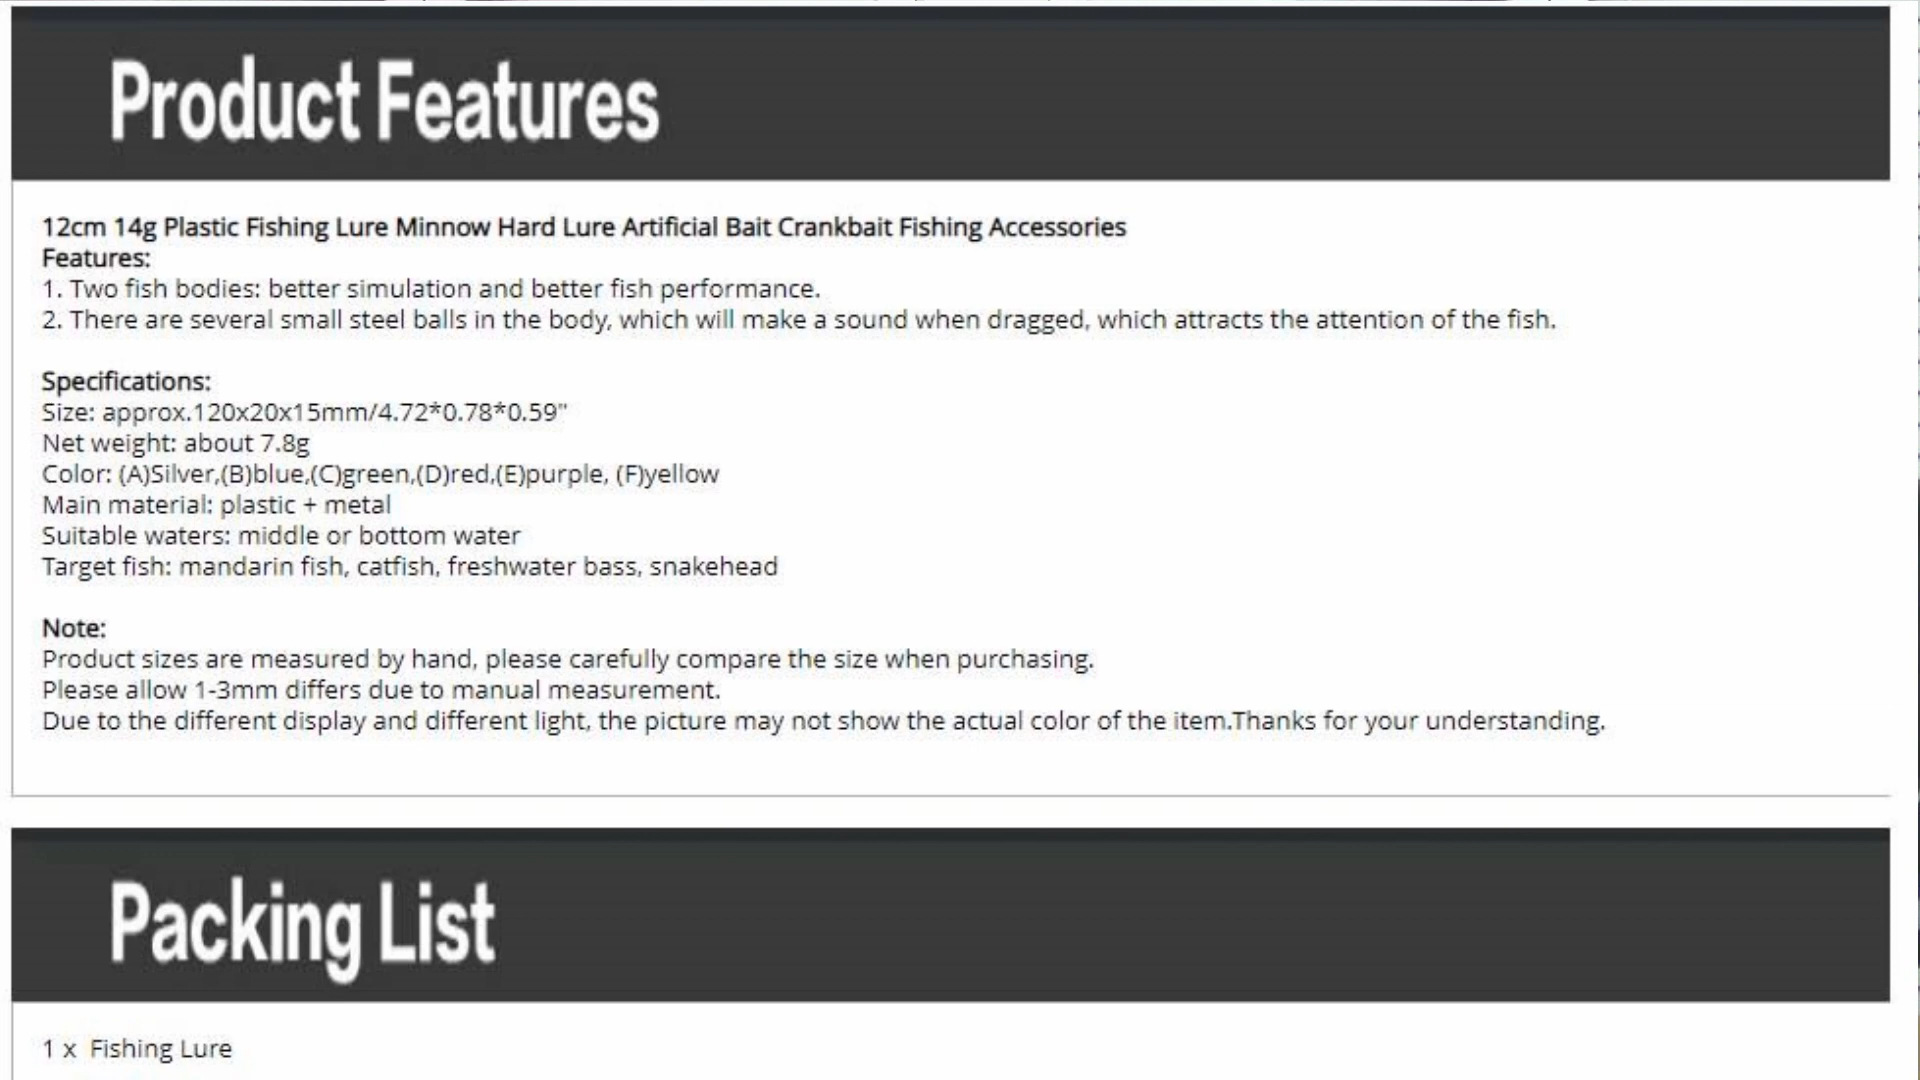 Product Features
12cm 14g Plastic Fishing Lure Minnow Hard Lure Artificial Bait Crankbait Fishing Accessories
Features:
1. Two fish bodies: better simulation and better fish performance.
2. There are several small steel balls in the body, which will make a sound when dragged, which attracts the attention of the fish.
Specifications:
Size: approx.120x20x15mm/4.72*0.78*0.59"
Net weight: about 7.8g
Color: (A)Silver,(B)blue,(C)green,(D)red,(E)purple, (F)yellow
Main material: plastic + metal
Suitable waters: middle or bottom water
Target fish: mandarin fish, catfish, freshwater bass, snakehead
Note:
Product sizes are measured by hand, please carefully compare the size when purchasing.
Please allow 1-3mm differs due to manual measurement.
Due to the different display and different light, the picture may not show the actual color of the item.Thanks for your understanding.
Packing List
1 x  Fishing Lure